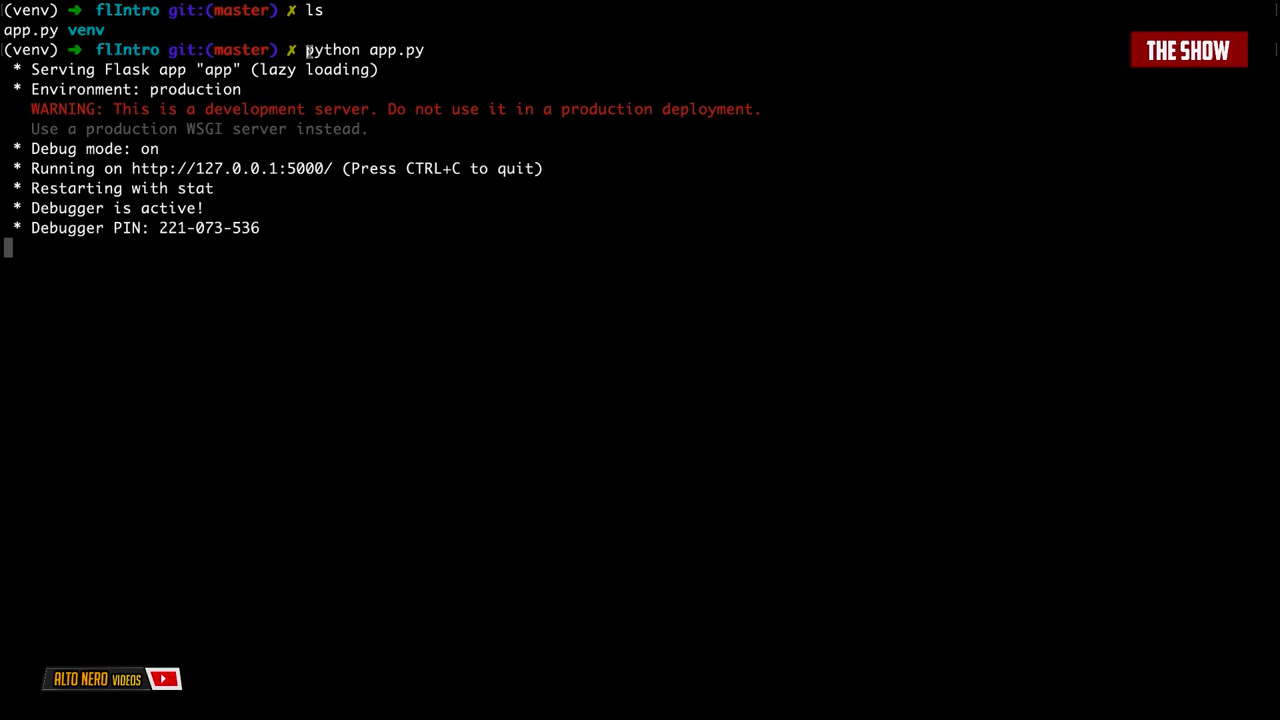 (venv) ➜ flIntro git:(master) ✗ ls
app.py venv
(venv) ➜ flIntro git:(master) ✗ python app.py
* Serving Flask app "app" (lazy loading)
* Environment: production
WARNING: This is a development server. Do not use it in a production deployment.
Use a production WSGI server instead.
* Debug mode: on
* Running on http://127.0.0.1:5000/ (Press CTRL+C to quit)
* Restarting with stat
* Debugger is active!
* Debugger PIN: 221-073-536
THE SHOW
ALTO NERO VIDEOS